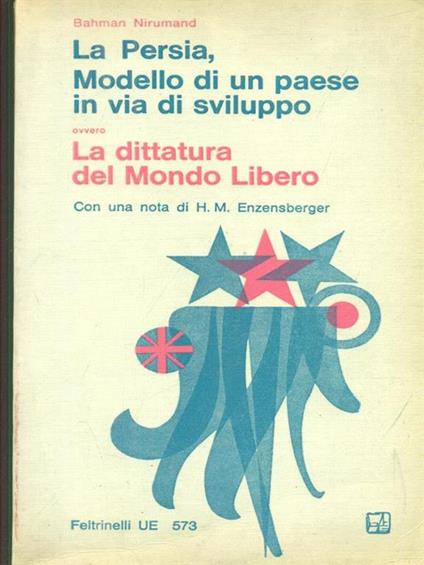 Bahman Nirumand
La Persia,
Modello di un paese
in via di sviluppo
ovvero
La dittatura
del Mondo Libero
Con una nota di H. M. Enzensberger
Feltrinelli UE 573